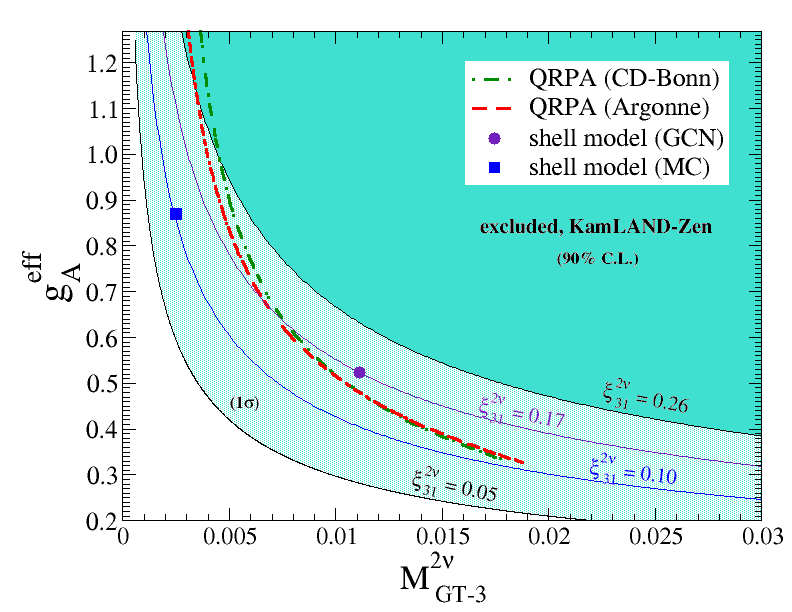 1.2
1.1
1.0
0.9
0.8
0.7
0.6
0.5
0.4
0.3
0.2
g_A^eff
QRPA (CD-Bonn)
QRPA (Argonne)
shell model (GCN)
shell model (MC)
excluded, KamLAND-Zen
(90% C.L.)
(1σ)
ξ_31^2ν = 0.26
ξ_31^2ν = 0.17
ξ_31^2ν = 0.10
ξ_31^2ν = 0.05
0 0.005 0.01 0.015 0.02 0.025 0.03
M_GT-3^2ν